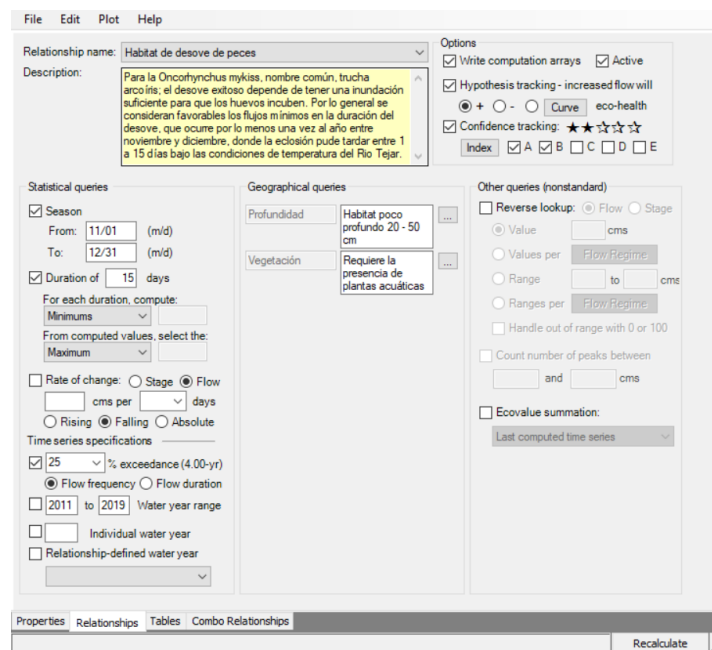 File Edit Plot Help
Relationship name: Habitat de desove de peces
Description:
Para la Oncorhynchus mykiss, nombre común, trucha
arcoíris; el desove exitoso depende de tener una inundación
suficiente para que los huevos incuben. Por lo general se
consideran favorables los flujos mínimos en la duración del
desove, que ocurre por lo menos una vez al año entre
noviembre y diciembre, donde la eclosión pude tardar entre 1
a 15 días bajo las condiciones de temperatura del Rio Tejar.
Options
Write computation arrays Active
Hypothesis tracking - increased flow will
+ - Curve eco-health
Confidence tracking: ★★☆☆☆
Index A B C D E
Statistical queries
Season
From: 11/01 (m/d)
To: 12/31 (m/d)
Duration of 15 days
For each duration, compute:
Minimums
From computed values, select the:
Maximum
Rate of change: Stage Flow
cms per days
Rising Falling Absolute
Time series specifications
25 % exceedance (4.00-yr)
Flow frequency Flow duration
2011 to 2019 Water year range
Individual water year
Relationship-defined water year
Geographical queries
Profundidad
Habitat poco
profundo 20 - 50
cm
...
Vegetación
Requiere la
presencia de
plantas acuáticas
...
Other queries (nonstandard)
Reverse lookup: Flow Stage
Value cms
Values per Flow Regime
Range to cms
Ranges per Flow Regime
Handle out of range with 0 or 100
Count number of peaks between
and cms
Ecovalue summation:
Last computed time series
Properties Relationships Tables Combo Relationships
Recalculate